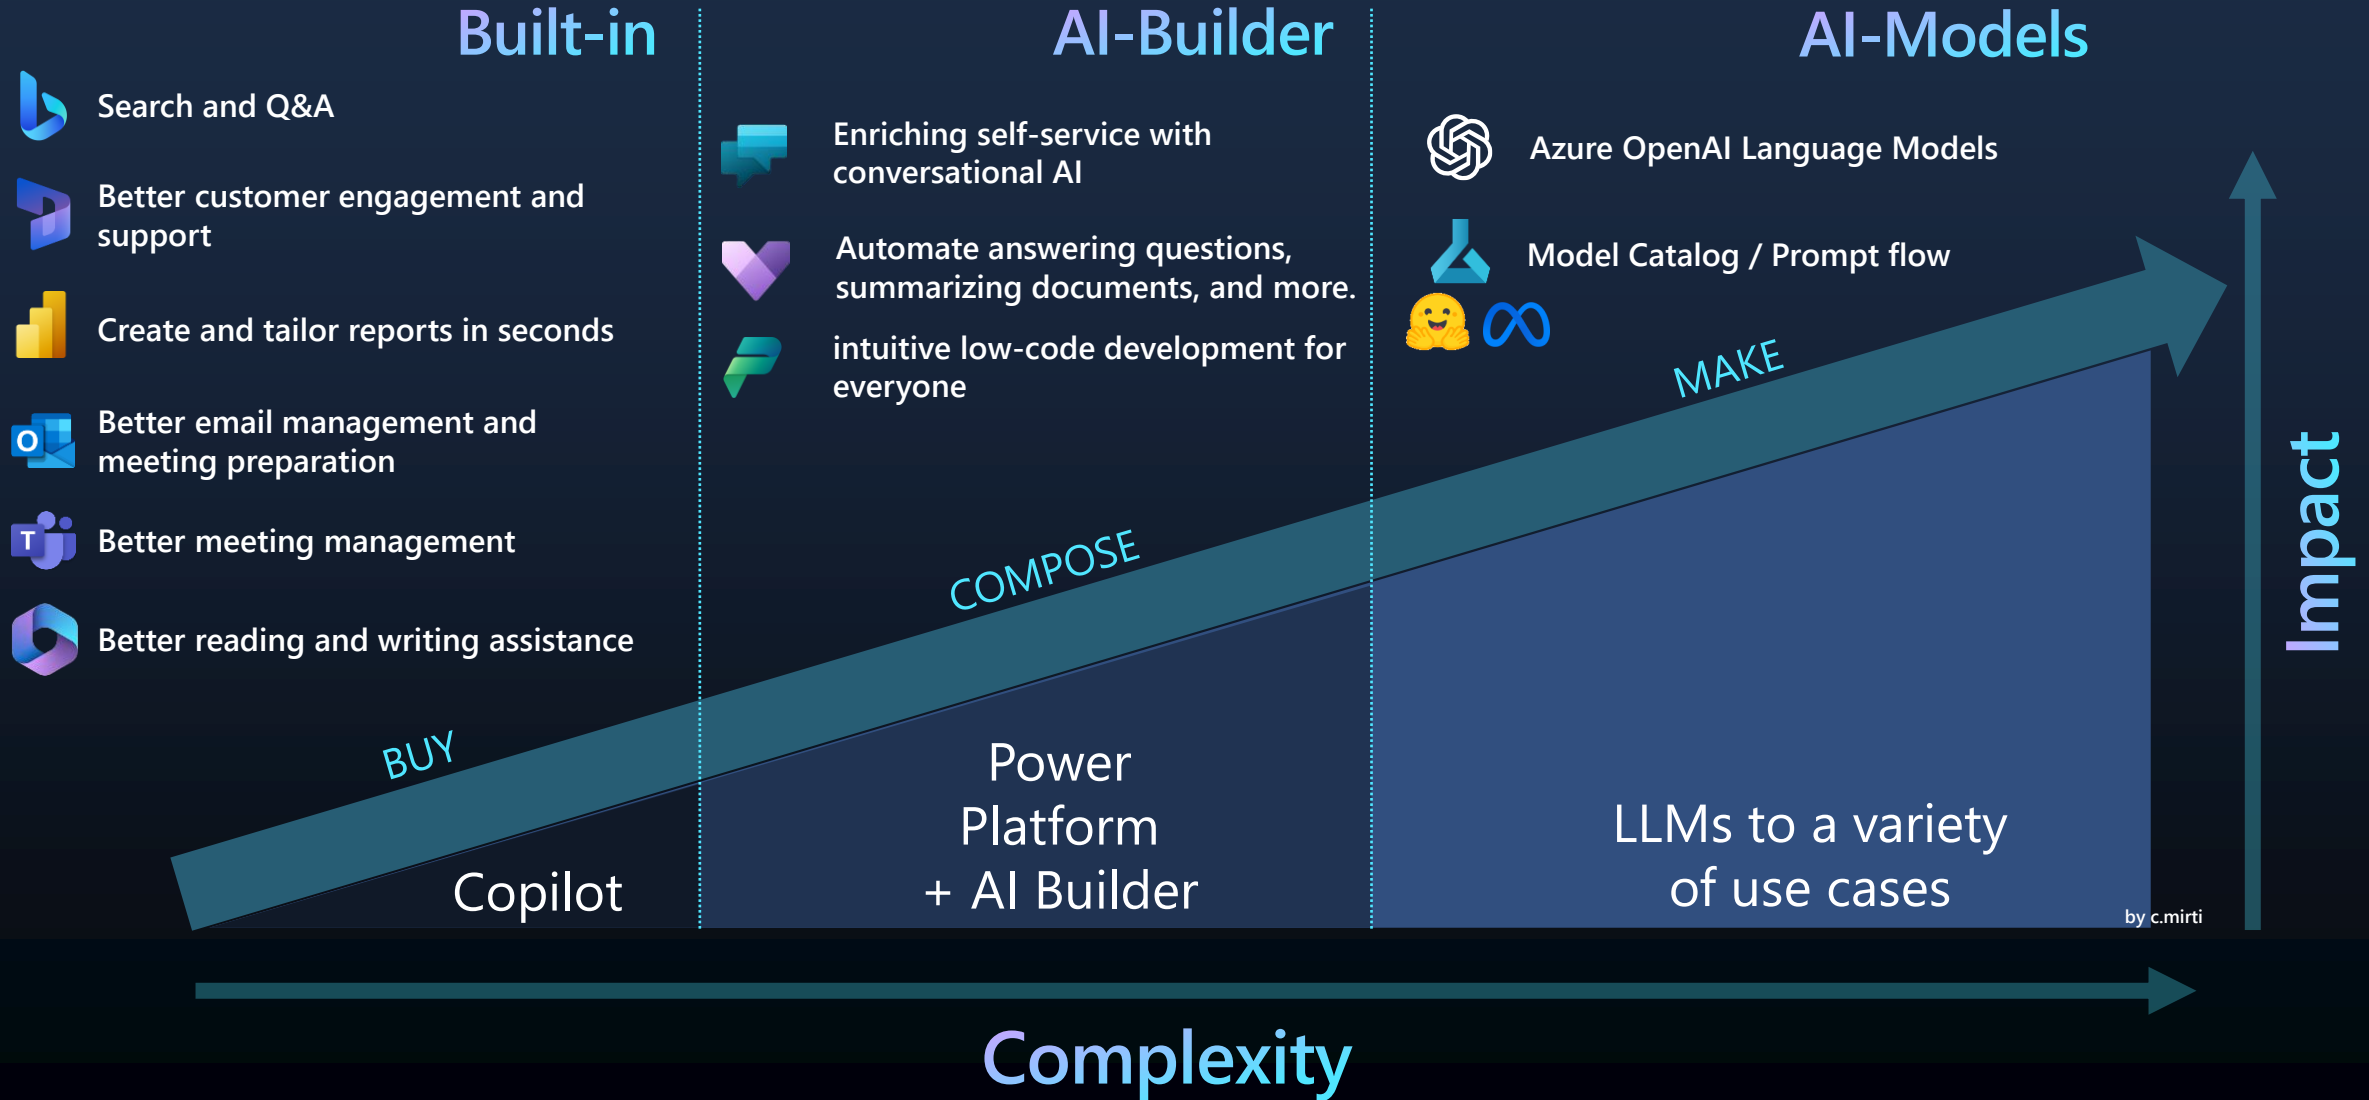 Built-in
Search and Q&A
Better customer engagement and
support
Create and tailor reports in seconds
O
Better email management and
meeting preparation
T
Better meeting management
Better reading and writing assistance
BUY
Copilot
AI-Builder
Enriching self-service with
conversational AI
Automate answering questions,
summarizing documents, and more.
intuitive low-code development for
everyone
COMPOSE
Power
Platform
+ AI Builder
AI-Models
Azure OpenAI Language Models
Model Catalog / Prompt flow
MAKE
LLMs to a variety
of use cases
by c.mirti
Impact
Complexity